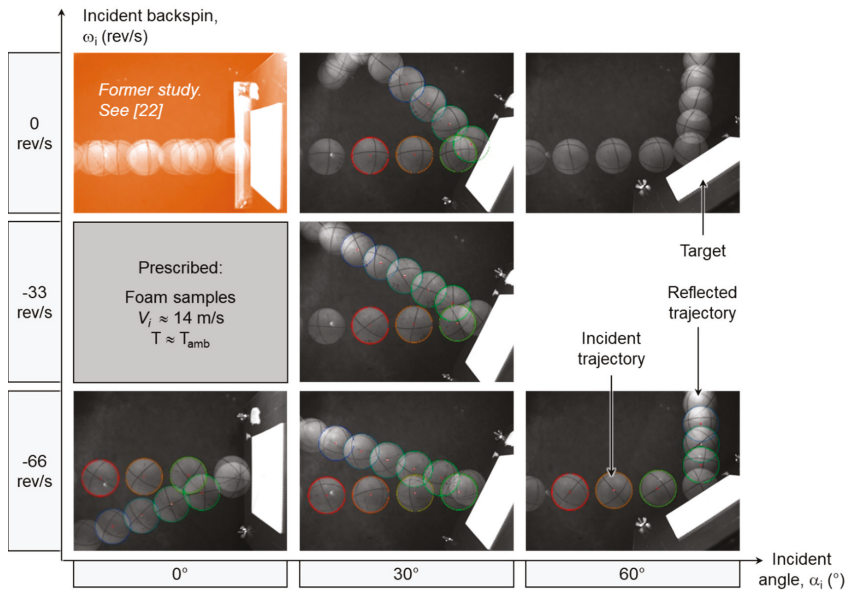 Incident backspin,
ωᵢ (rev/s)
Former study.
See [22]
0
rev/s
Target
-33
rev/s
Prescribed:
Foam samples
Vᵢ ≈ 14 m/s
T ≈ Tₐₘb
Reflected
trajectory
Incident
trajectory
-66
rev/s
0°
30°
60°
Incident
angle, αᵢ (°)